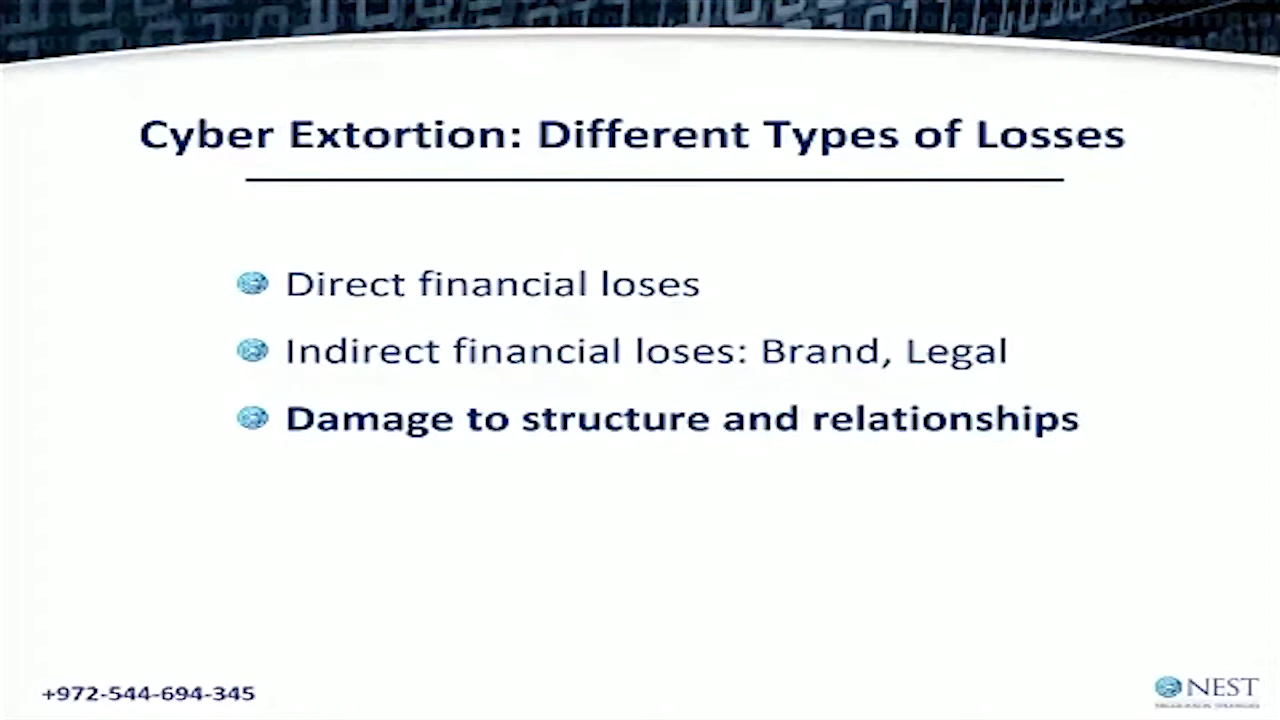 Cyber Extortion: Different Types of Losses
Direct financial loses
Indirect financial loses: Brand, Legal
Damage to structure and relationships
+972-544-694-345
NEST